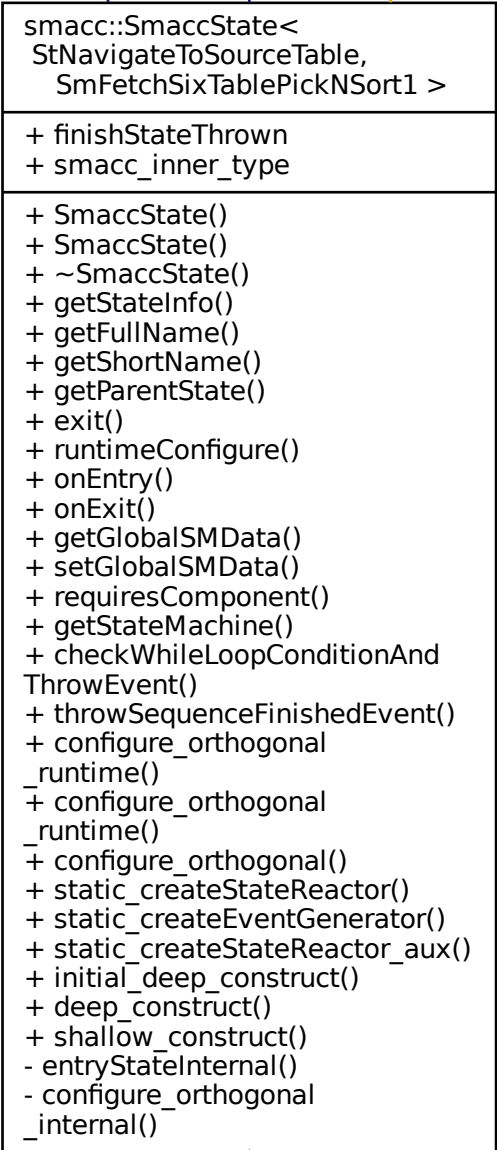 smacc::SmaccState<
StNavigateToSourceTable,
SmFetchSixTablePickNSort1 >
+ finishStateThrown
+ smacc_inner_type
+ SmaccState()
+ SmaccState()
+ ~SmaccState()
+ getStateInfo()
+ getFullName()
+ getShortName()
+ getParentState()
+ exit()
+ runtimeConfigure()
+ onEntry()
+ onExit()
+ getGlobalSMData()
+ setGlobalSMData()
+ requiresComponent()
+ getStateMachine()
+ checkWhileLoopConditionAnd
ThrowEvent()
+ throwSequenceFinishedEvent()
+ configure_orthogonal
_runtime()
+ configure_orthogonal
_runtime()
+ configure_orthogonal()
+ static_createStateReactor()
+ static_createEventGenerator()
+ static_createStateReactor_aux()
+ initial_deep_construct()
+ deep_construct()
+ shallow_construct()
- entryStateInternal()
- configure_orthogonal
_internal()